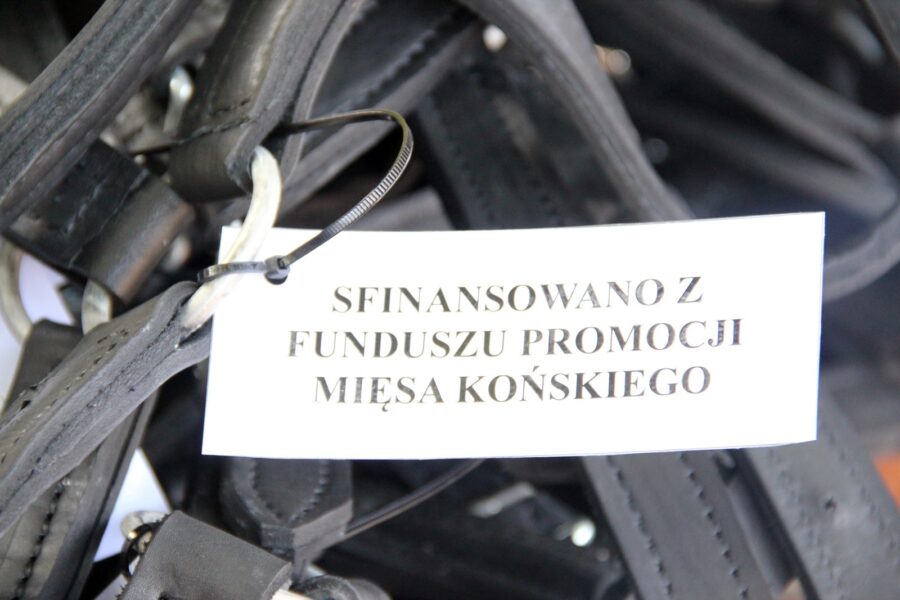 SFINANSOWANO Z
FUNDUSZU PROMOCJI
MIĘSA KOŃSKIEGO